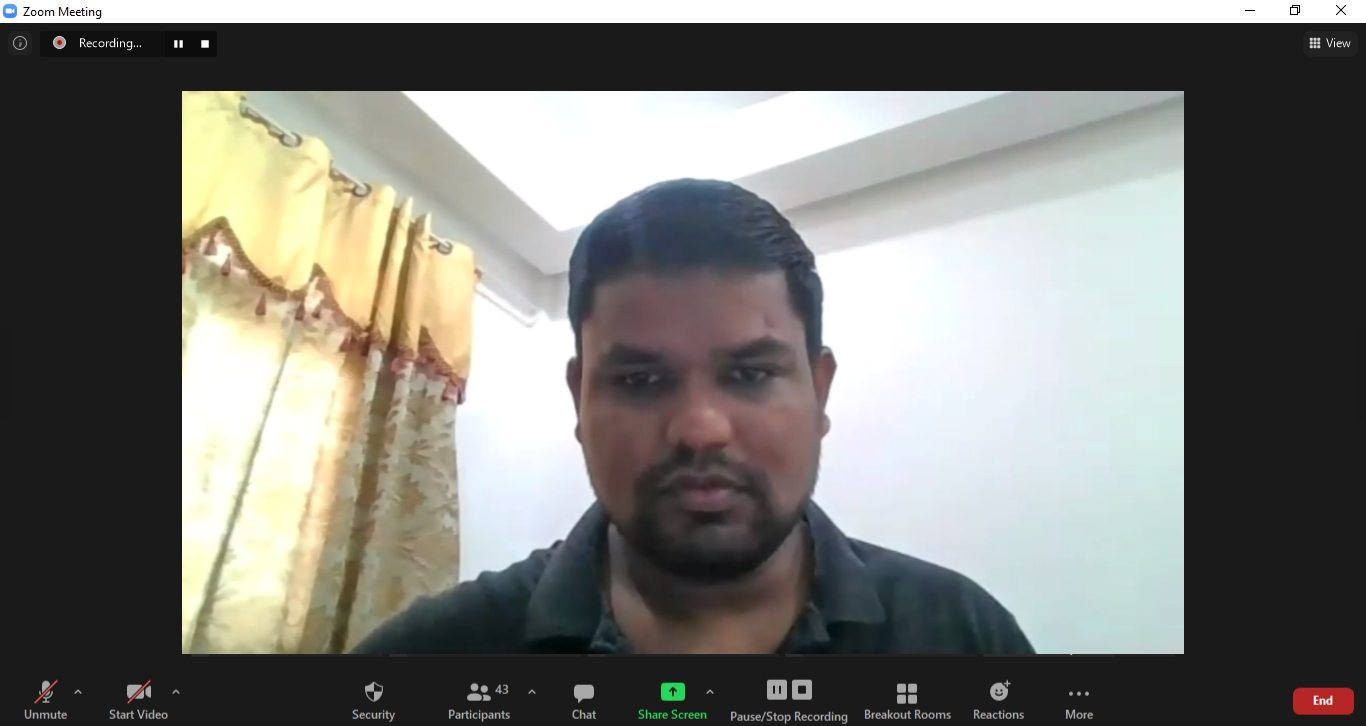 Zoom Meeting
Recording...
View
43
Unmute
Start Video
Security
Participants
Chat
Share Screen
Pause/Stop Recording
Breakout Rooms
Reactions
More
End